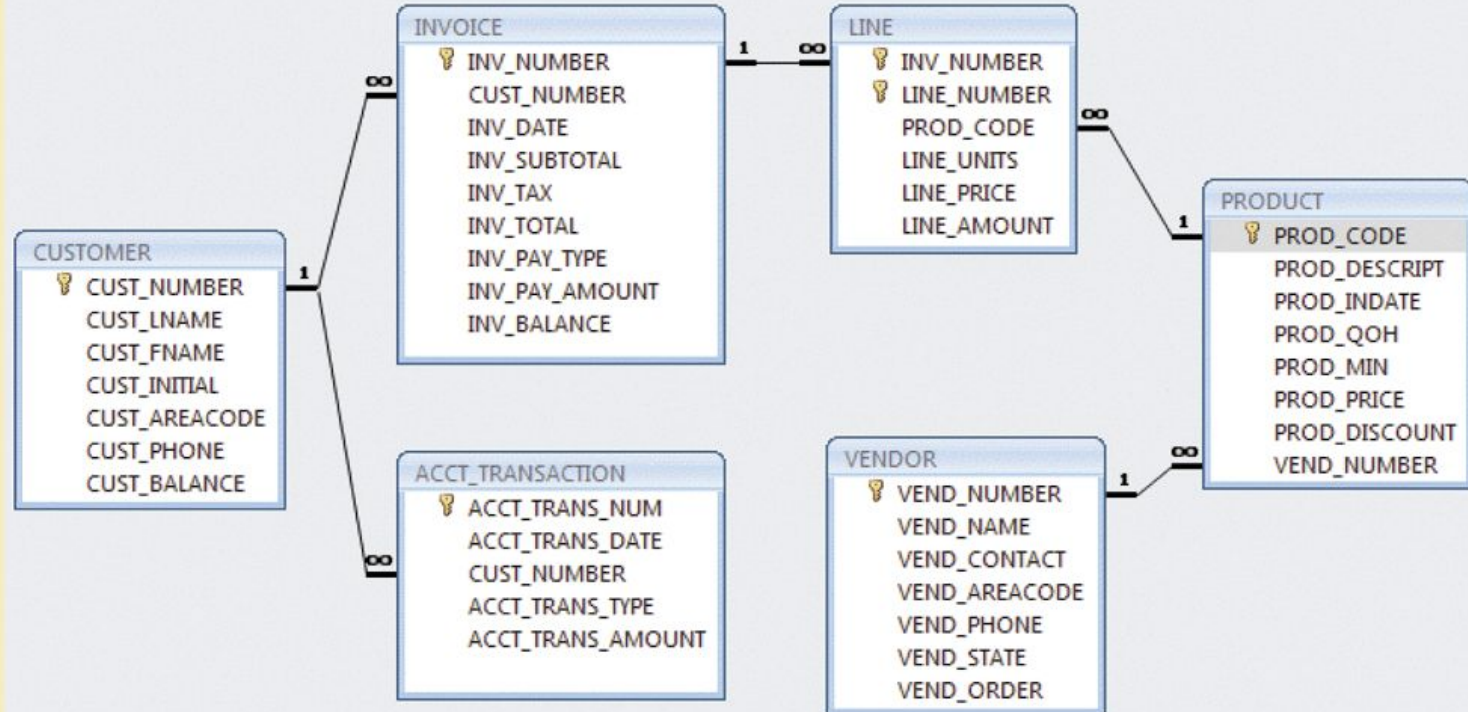 INVOICE
INV_NUMBER
CUST_NUMBER
INV_DATE
INV_SUBTOTAL
INV_TAX
INV_TOTAL
INV_PAY_TYPE
INV_PAY_AMOUNT
INV_BALANCE
1
∞
LINE
INV_NUMBER
LINE_NUMBER
PROD_CODE
LINE_UNITS
LINE_PRICE
LINE_AMOUNT
∞
1
PRODUCT
PROD_CODE
PROD_DESCRIPT
PROD_INDATE
PROD_QOH
PROD_MIN
PROD_PRICE
PROD_DISCOUNT
VEND_NUMBER
CUSTOMER
CUST_NUMBER
CUST_LNAME
CUST_FNAME
CUST_INITIAL
CUST_AREACODE
CUST_PHONE
CUST_BALANCE
1
∞
∞
ACCT_TRANSACTION
ACCT_TRANS_NUM
ACCT_TRANS_DATE
CUST_NUMBER
ACCT_TRANS_TYPE
ACCT_TRANS_AMOUNT
VENDOR
VEND_NUMBER
VEND_NAME
VEND_CONTACT
VEND_AREACODE
VEND_PHONE
VEND_STATE
VEND_ORDER
1
∞